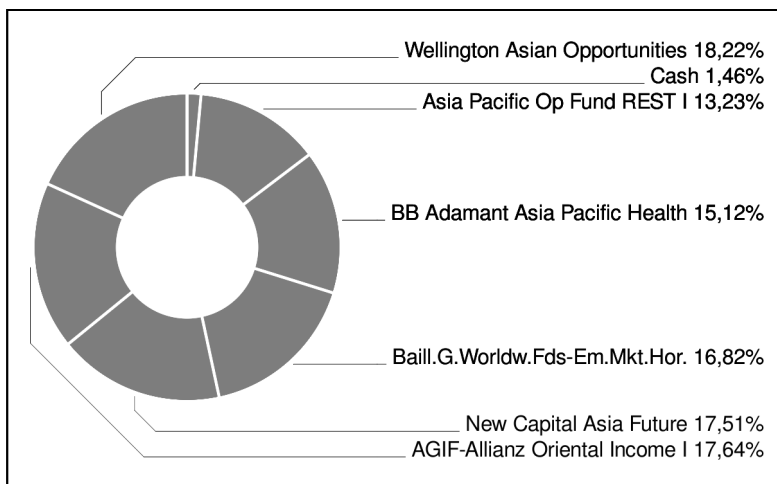 Wellington Asian Opportunities 18,22%
Cash 1,46%
Asia Pacific Op Fund REST I 13,23%
BB Adamant Asia Pacific Health 15,12%
Baill.G.Worldw.Fds-Em.Mkt.Hor. 16,82%
New Capital Asia Future 17,51%
AGIF-Allianz Oriental Income I 17,64%